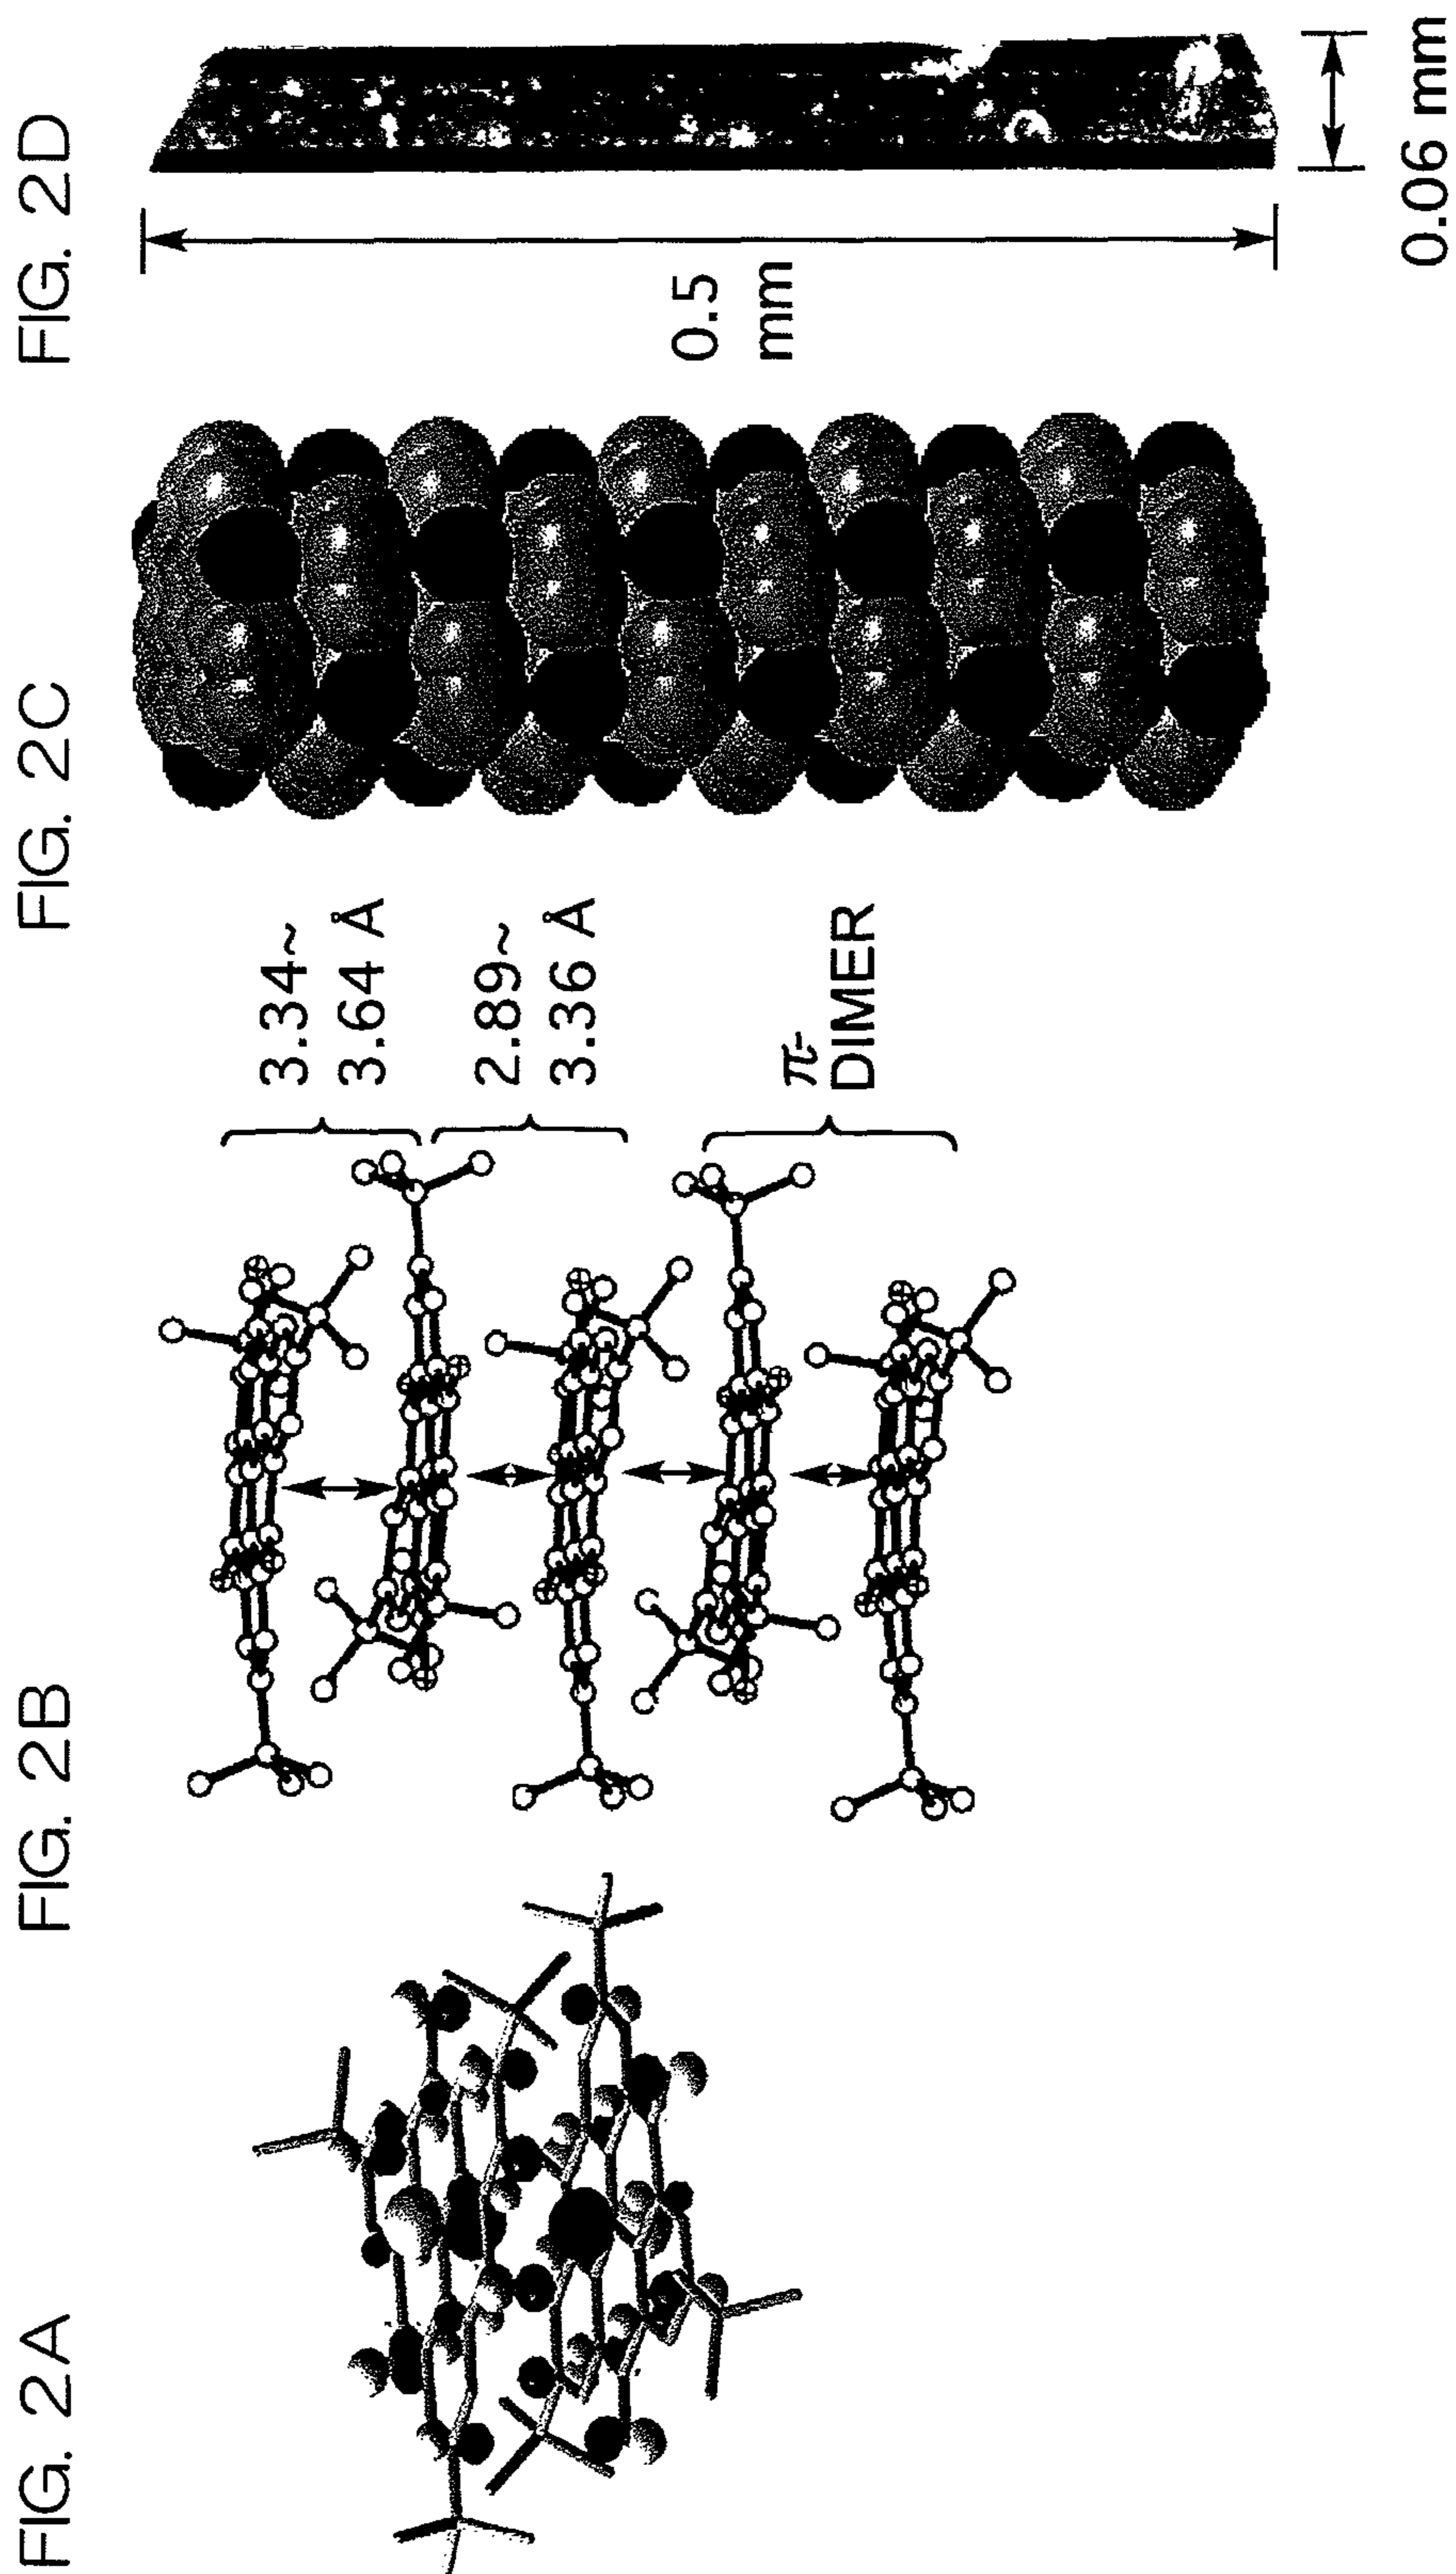 FIG. 2A
FIG. 2B
3.34~
3.64 Å
2.89~
3.36 Å
π-
DIMER
FIG. 2C
FIG. 2D
0.5
mm
0.06 mm